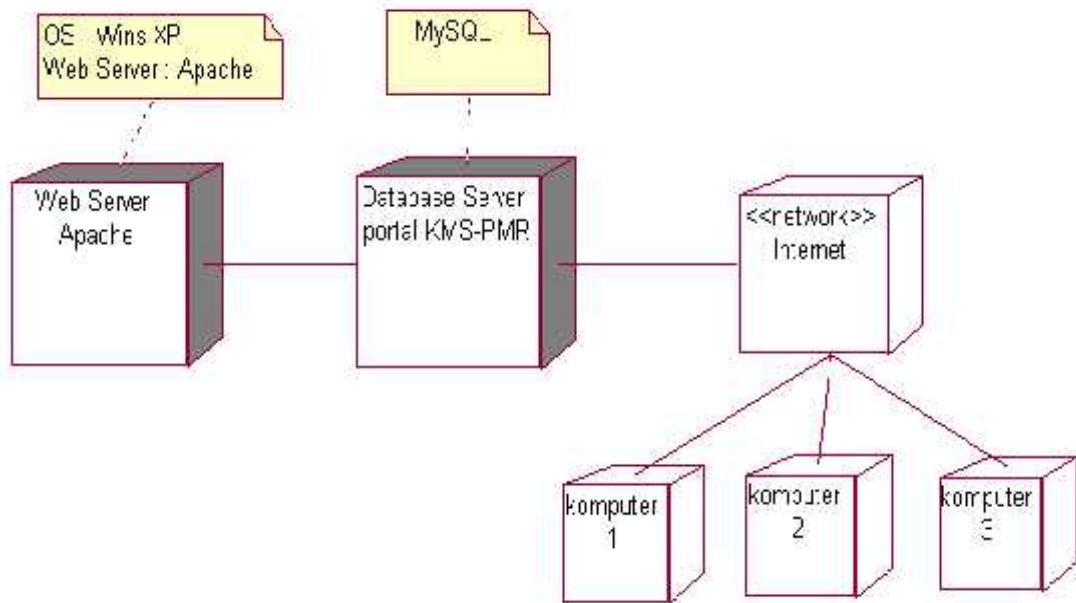 OS Wins XP
Web Server : Apache
MySQL
Web Server
Apache
Database Server
portal KMS-PMR
<<network>>
Internet
komputer
1
komputer
2
komputer
3